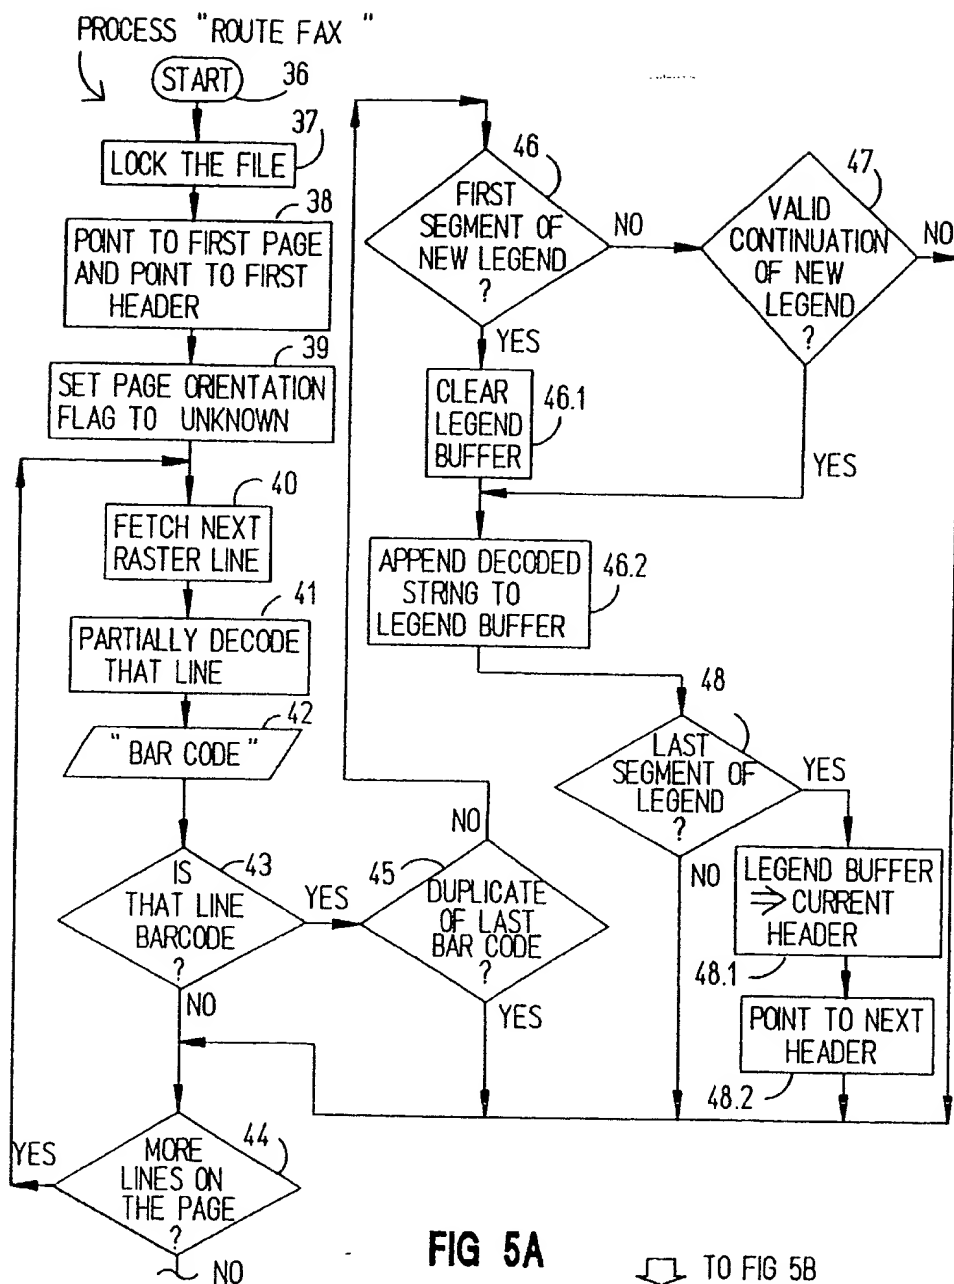 PROCESS "ROUTE FAX "
START
36
37
LOCK THE FILE
38
POINT TO FIRST PAGE
AND POINT TO FIRST
HEADER
39
SET PAGE ORIENTATION
FLAG TO UNKNOWN
40
FETCH NEXT
RASTER LINE
41
PARTIALLY DECODE
THAT LINE
42
"BAR CODE"
43
IS
THAT LINE
BARCODE
?
YES
NO
44
MORE
LINES ON
THE PAGE
?
YES
NO
45
DUPLICATE
OF LAST
BAR CODE
?
NO
YES
46
FIRST
SEGMENT OF
NEW LEGEND
?
NO
YES
47
VALID
CONTINUATION
OF NEW
LEGEND
?
NO
YES
CLEAR
LEGEND
BUFFER
46.1
APPEND DECODED
STRING TO
LEGEND BUFFER
46.2
48
LAST
SEGMENT OF
LEGEND
?
YES
NO
LEGEND BUFFER
⇒ CURRENT
HEADER
48.1
POINT TO NEXT
HEADER
48.2
FIG 5A
TO FIG 5B